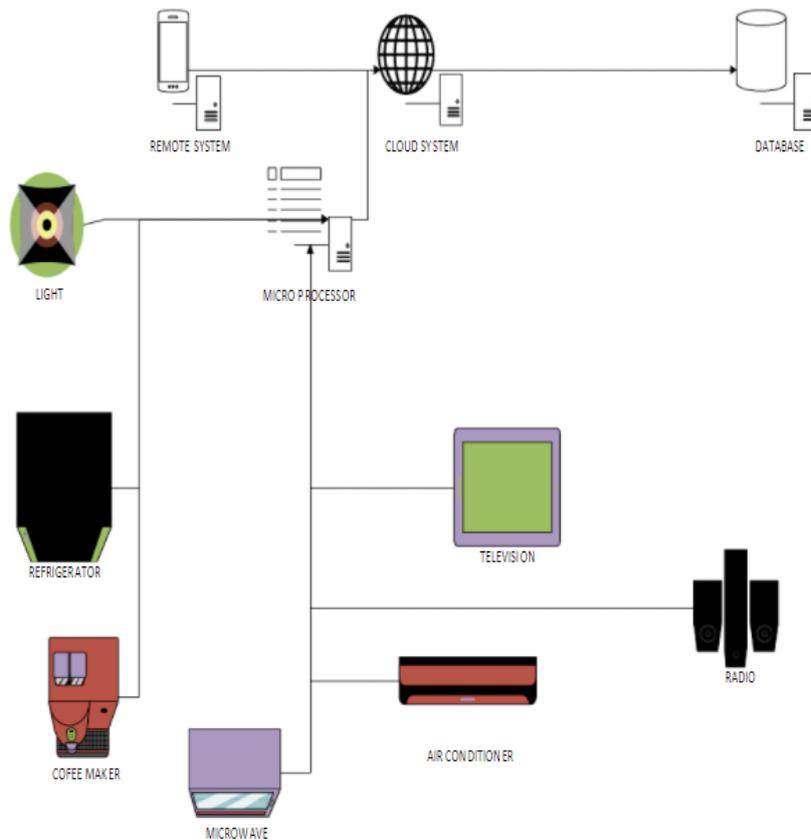 REMOTE SYSTEM
CLOUD SYSTEM
DATABASE
LIGHT
MICRO PROCESSOR
REFRIGERATOR
TELEVISION
RADIO
AIR CONDITIONER
COFEE MAKER
MICROWAVE